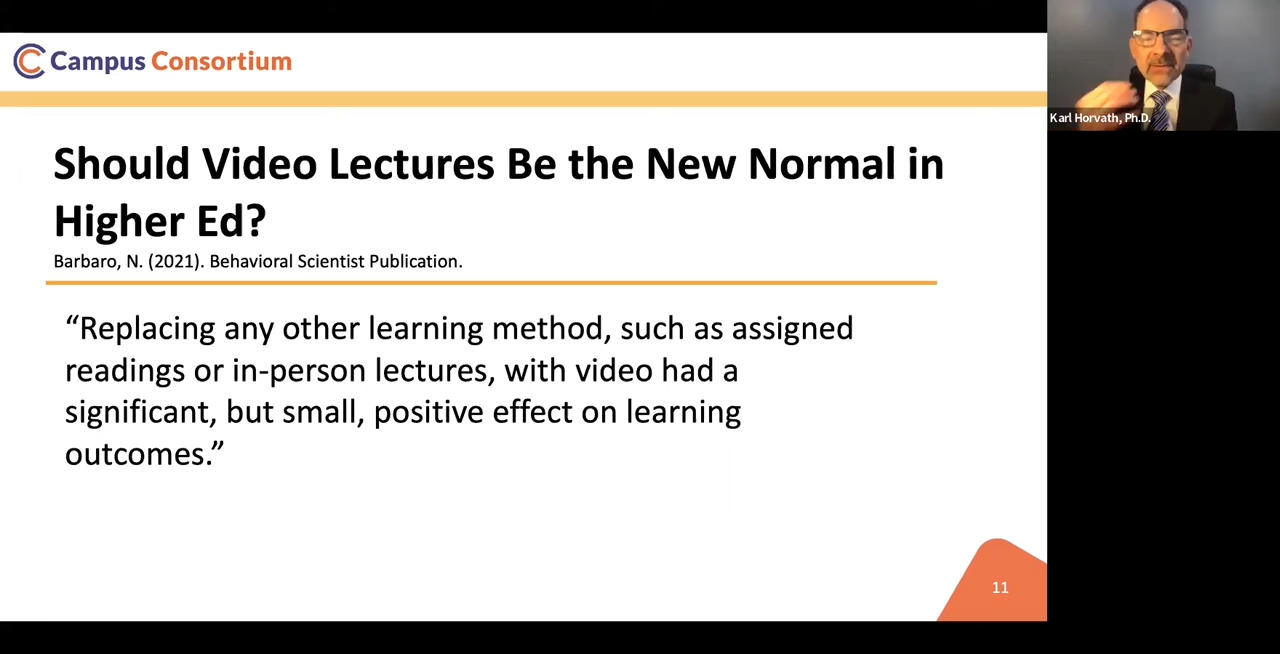 Campus Consortium
Karl Horvath, Ph.D.
Should Video Lectures Be the New Normal in
Higher Ed?
Barbaro, N. (2021). Behavioral Scientist Publication.
“Replacing any other learning method, such as assigned
readings or in-person lectures, with video had a
significant, but small, positive effect on learning
outcomes.”
11